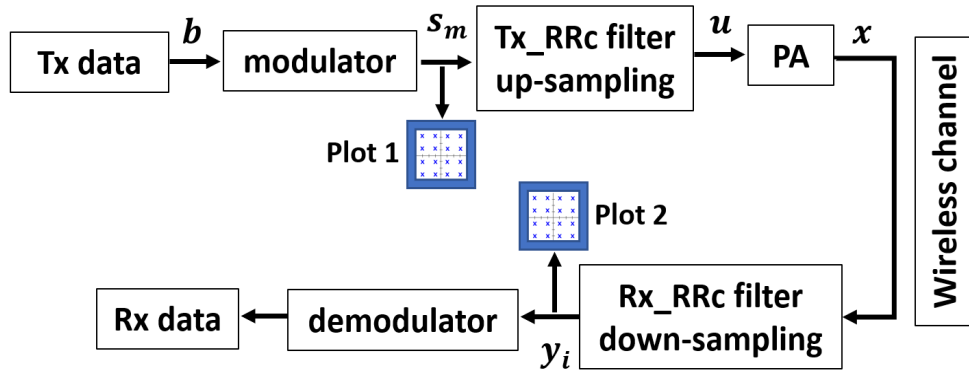 b
s_m
u
x
Tx data
modulator
Tx_RRc filter
up-sampling
PA
Plot 1
Plot 2
Wireless channel
Rx data
demodulator
y_i
Rx_RRc filter
down-sampling